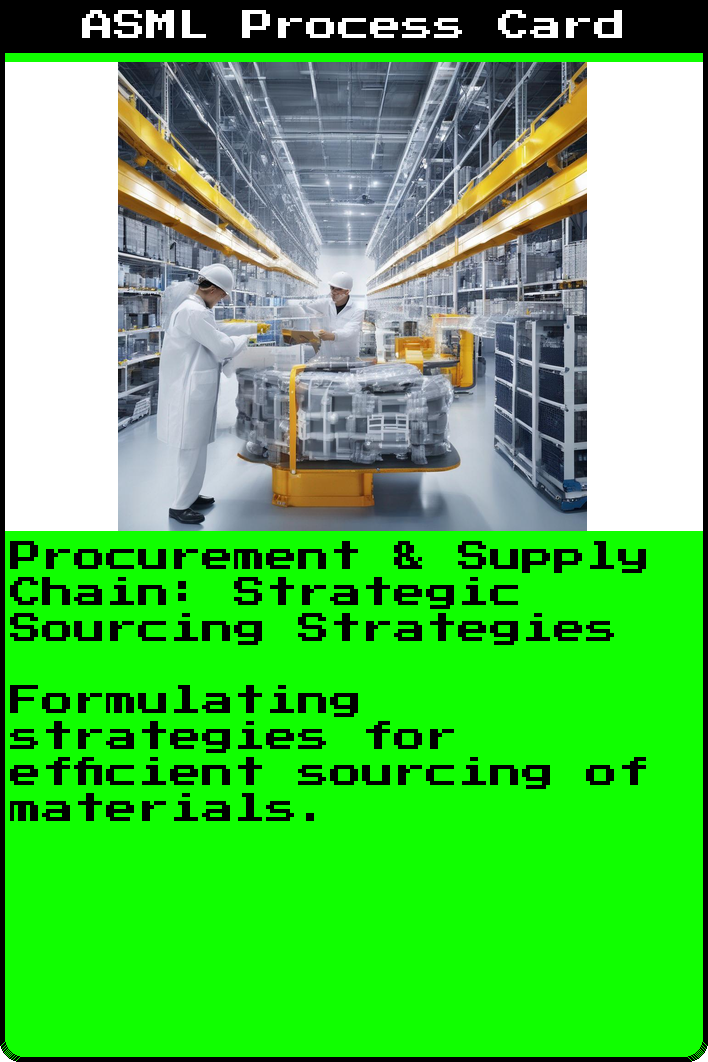 ASML Process Card
Procurement & Supply
Chain: Strategic
Sourcing Strategies
Formulating
strategies for
efficient sourcing of
materials.